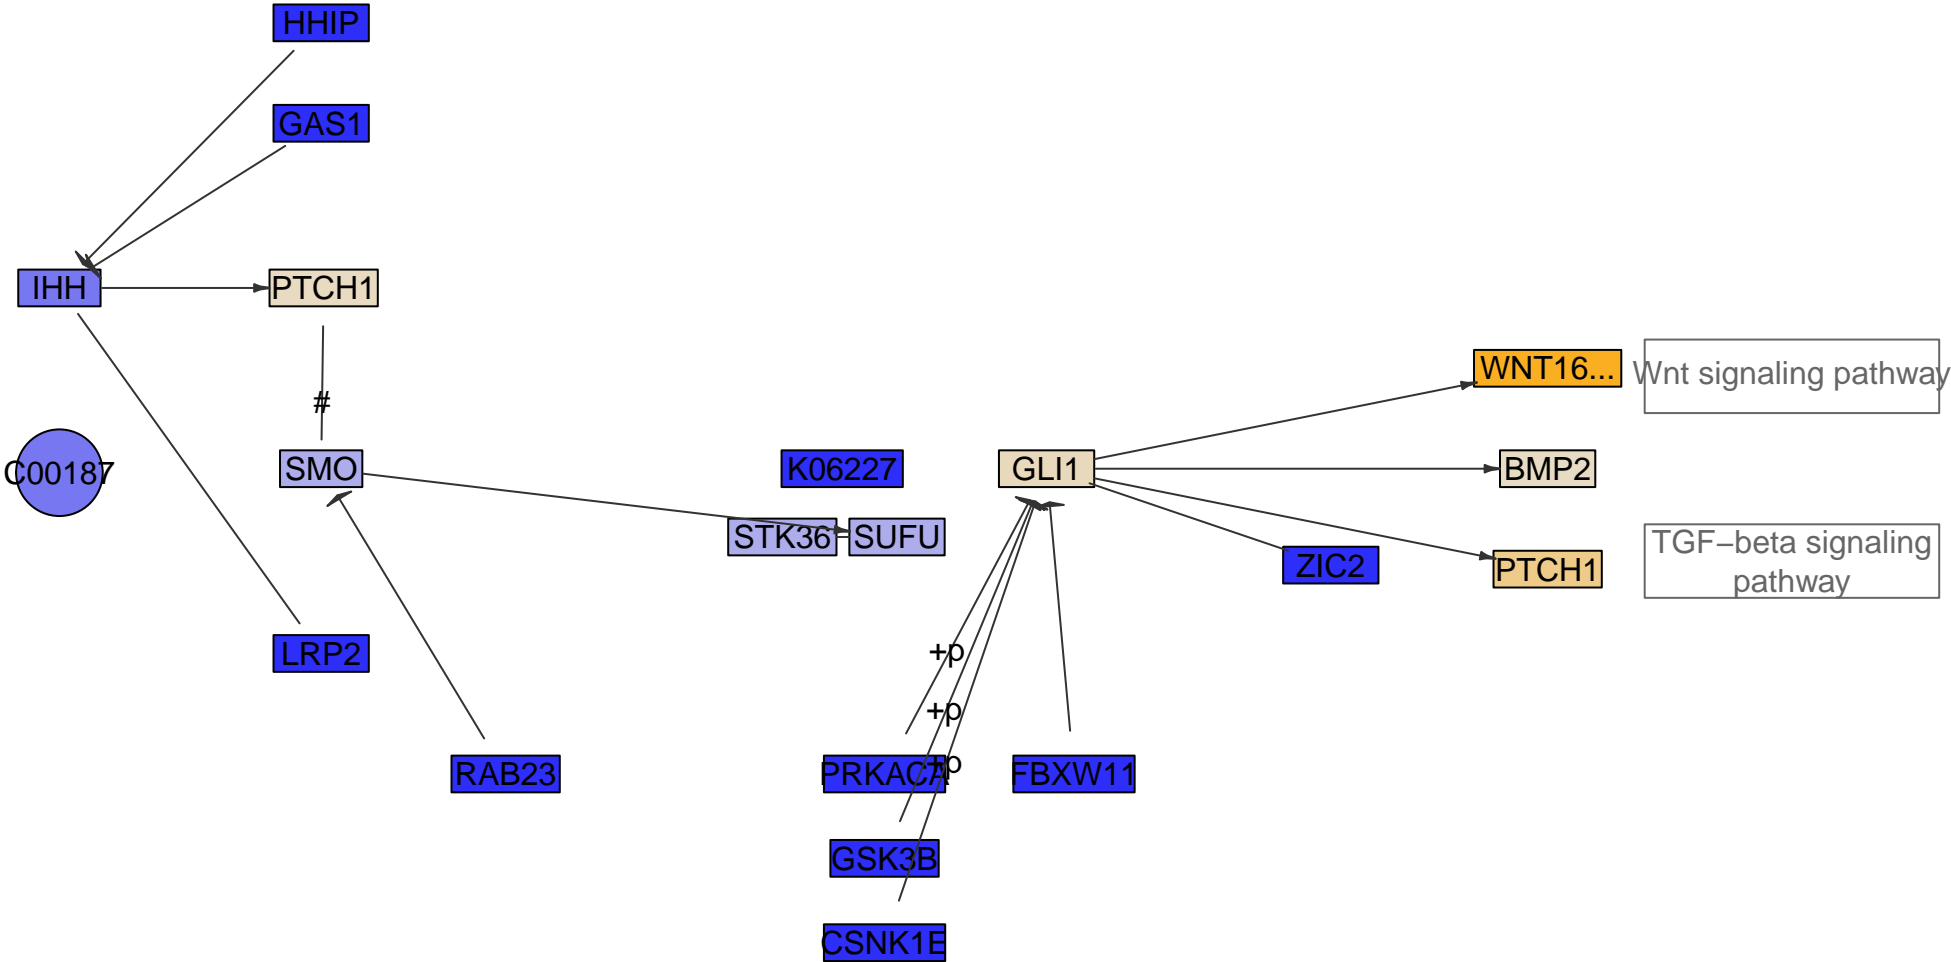 HHIP
GAS1
IHH
PTCH1
WNT16...
Wnt signaling pathway
#
C00187
SMO
K06227
GLI1
BMP2
STK36
SUFU
TGF−beta signaling
pathway
ZIC2
PTCH1
LRP2
+p
+p
+p
RAB23
PRKACA
FBXW11
GSK3B
CSNK1E